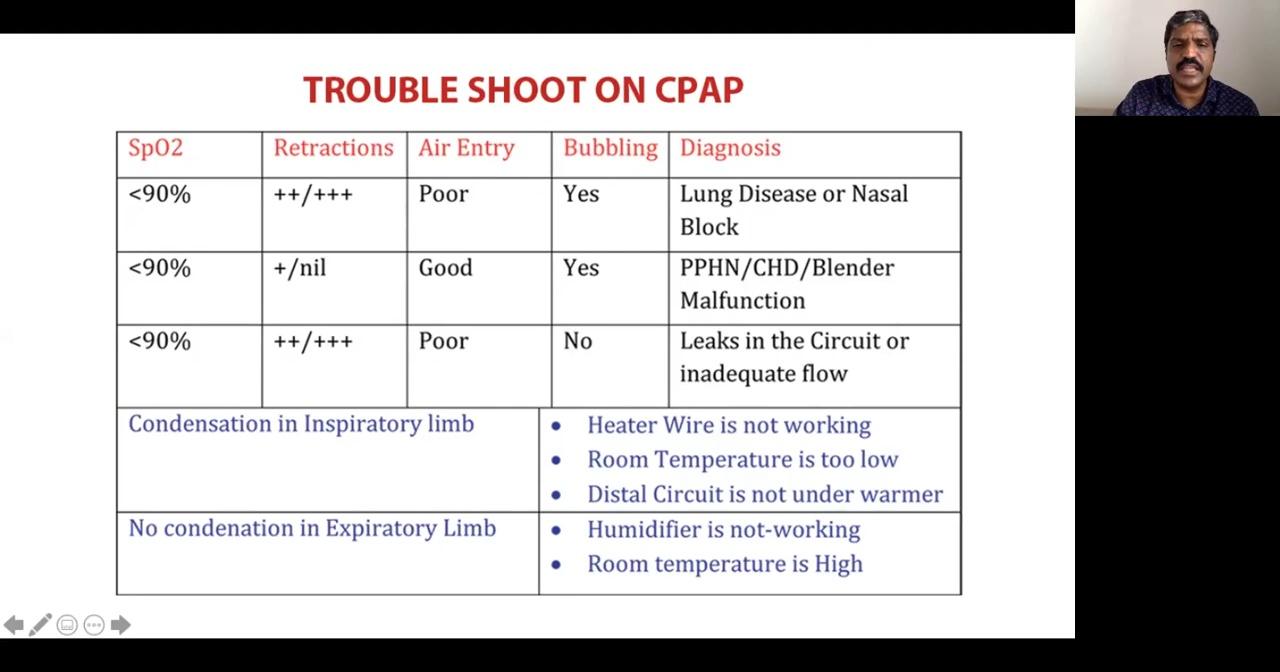 TROUBLE SHOOT ON CPAP
SpO2 Retractions Air Entry Bubbling Diagnosis
<90% ++/+++ Poor Yes Lung Disease or Nasal
Block
<90% +/nil Good Yes PPHN/CHD/Blender
Malfunction
<90% ++/+++ Poor No Leaks in the Circuit or
inadequate flow
Condensation in Inspiratory limb • Heater Wire is not working
• Room Temperature is too low
• Distal Circuit is not under warmer
No condenation in Expiratory Limb • Humidifier is not-working
• Room temperature is High